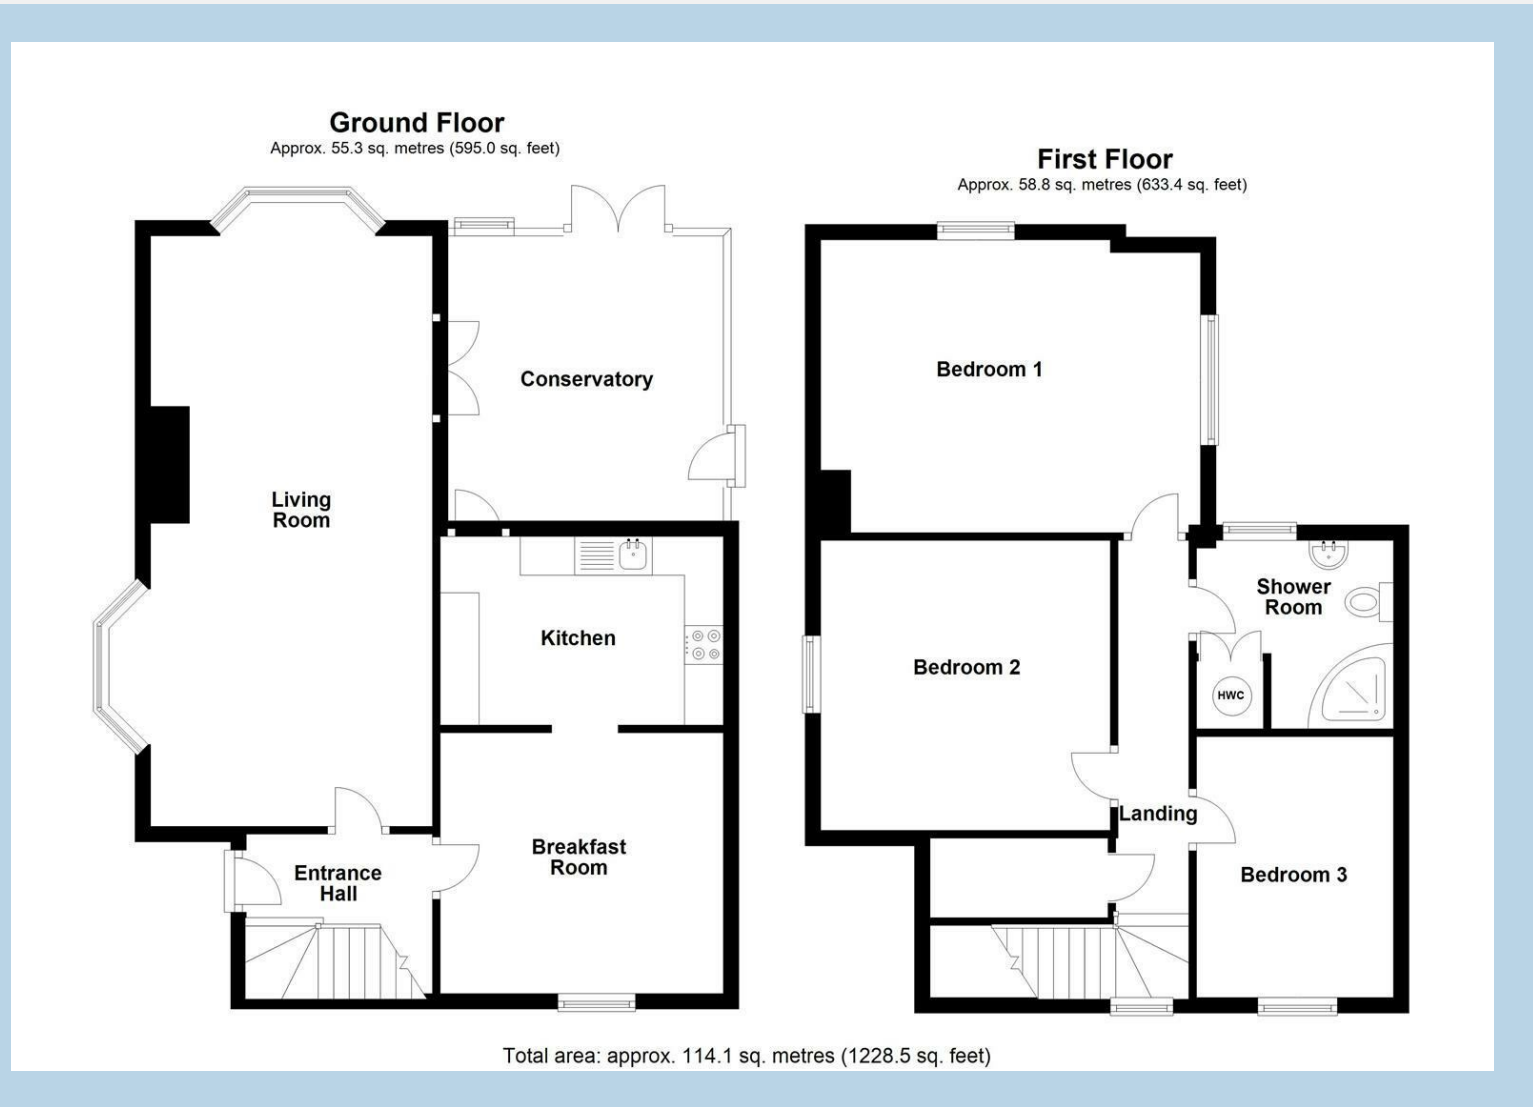 Ground Floor
Approx. 55.3 sq. metres (595.0 sq. feet)
Living
Room
Conservatory
Kitchen
Breakfast
Room
Entrance
Hall
First Floor
Approx. 58.8 sq. metres (633.4 sq. feet)
Bedroom 1
Shower
Room
HWC
Bedroom 2
Landing
Bedroom 3
Total area: approx. 114.1 sq. metres (1228.5 sq. feet)